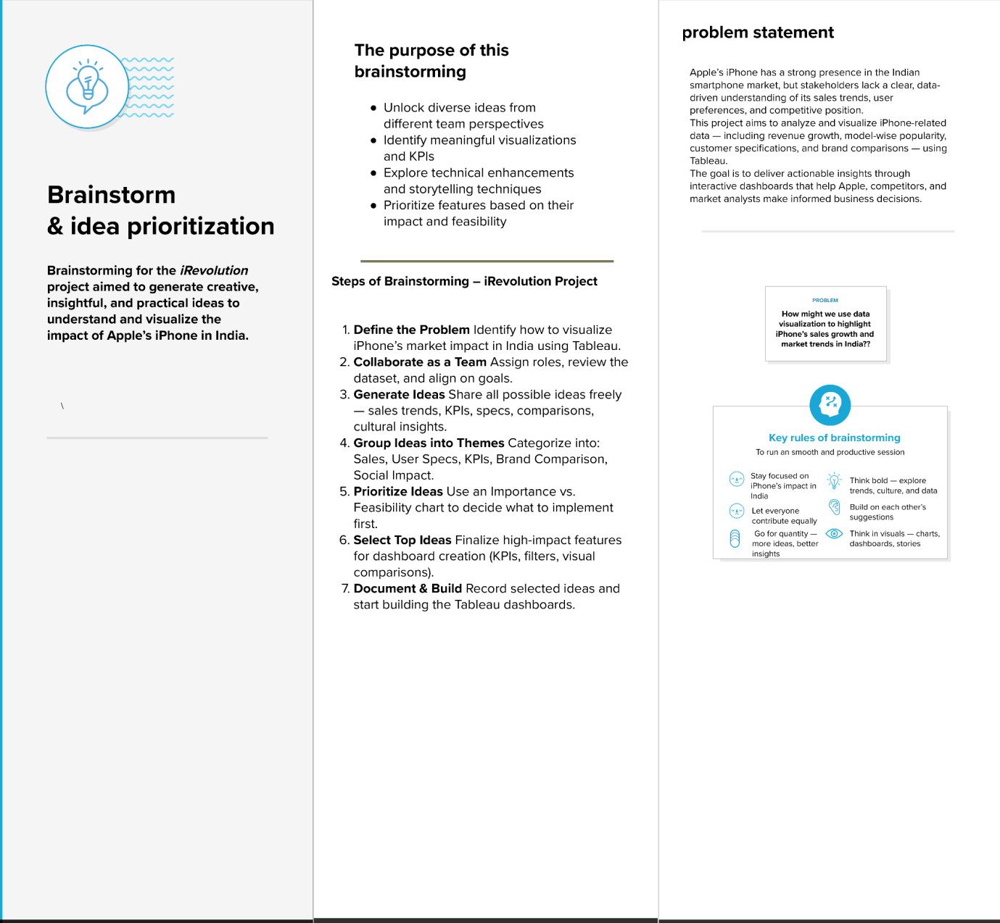 Brainstorm
& idea prioritization
Brainstorming for the iRevolution
project aimed to generate creative,
insightful, and practical ideas to
understand and visualize the
impact of Apple’s iPhone in India.
\
The purpose of this
brainstorming
● Unlock diverse ideas from
different team perspectives
● Identify meaningful visualizations
and KPIs
● Explore technical enhancements
and storytelling techniques
● Prioritize features based on their
impact and feasibility
Steps of Brainstorming – iRevolution Project
1. Define the Problem Identify how to visualize
iPhone’s market impact in India using Tableau.
2. Collaborate as a Team Assign roles, review the
dataset, and align on goals.
3. Generate Ideas Share all possible ideas freely
— sales trends, KPIs, specs, comparisons,
cultural insights.
4. Group Ideas into Themes Categorize into:
Sales, User Specs, KPIs, Brand Comparison,
Social Impact.
5. Prioritize Ideas Use an Importance vs.
Feasibility chart to decide what to implement
first.
6. Select Top Ideas Finalize high-impact features
for dashboard creation (KPIs, filters, visual
comparisons).
7. Document & Build Record selected ideas and
start building the Tableau dashboards.
problem statement
Apple’s iPhone has a strong presence in the Indian
smartphone market, but stakeholders lack a clear, data-
driven understanding of its sales trends, user
preferences, and competitive position.
This project aims to analyze and visualize iPhone-related
data — including revenue growth, model-wise popularity,
customer specifications, and brand comparisons — using
Tableau.
The goal is to deliver actionable insights through
interactive dashboards that help Apple, competitors, and
market analysts make informed business decisions.
PROBLEM
How might we use data
visualization to highlight
iPhone’s sales growth and
market trends in India??
Key rules of brainstorming
To run an smooth and productive session
Stay focused on
iPhone’s impact in
India
Let everyone
contribute equally
Go for quantity —
more ideas, better
insights
Think bold — explore
trends, culture, and data
Build on each other’s
suggestions
Think in visuals — charts,
dashboards, stories